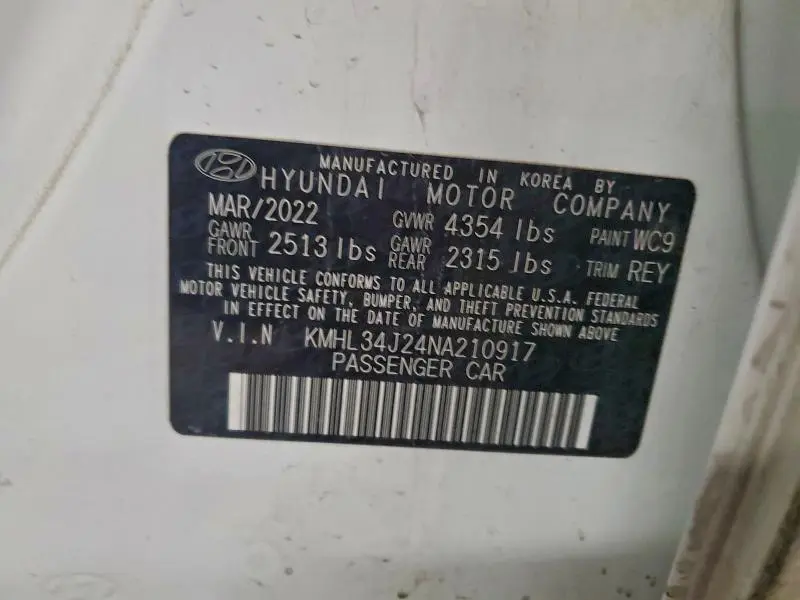 MANUFACTURED IN KOREA BY
HYUNDAI MOTOR COMPANY
MAR/2022 GVWR 4354 lbs PAINT WC9
GAWR FRONT 2513 lbs GAWR REAR 2315 lbs TRIM REY
THIS VEHICLE CONFORMS TO ALL APPLICABLE U.S.A. FEDERAL
MOTOR VEHICLE SAFETY, BUMPER, AND THEFT PREVENTION STANDARDS
IN EFFECT ON THE DATE OF MANUFACTURE SHOWN ABOVE
V.I.N KMHL34J24NA210917
PASSENGER CAR